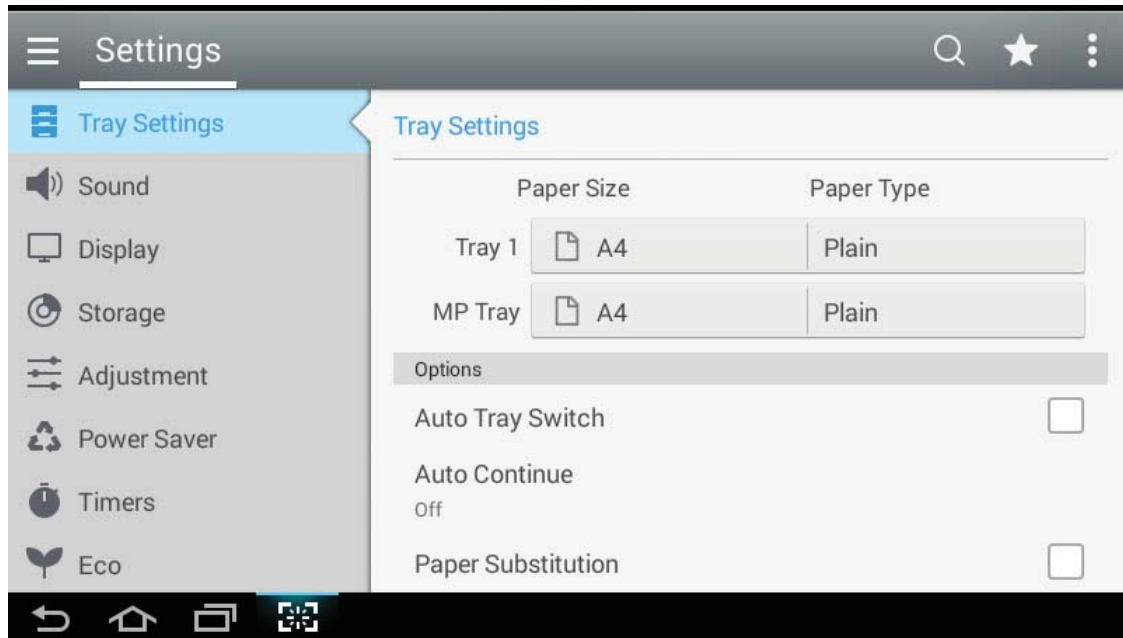 Settings
Tray Settings
Sound
Display
Storage
Adjustment
Power Saver
Timers
Eco
Tray Settings
Paper Size Paper Type
Tray 1 A4 Plain
MP Tray A4 Plain
Options
Auto Tray Switch
Auto Continue
Off
Paper Substitution